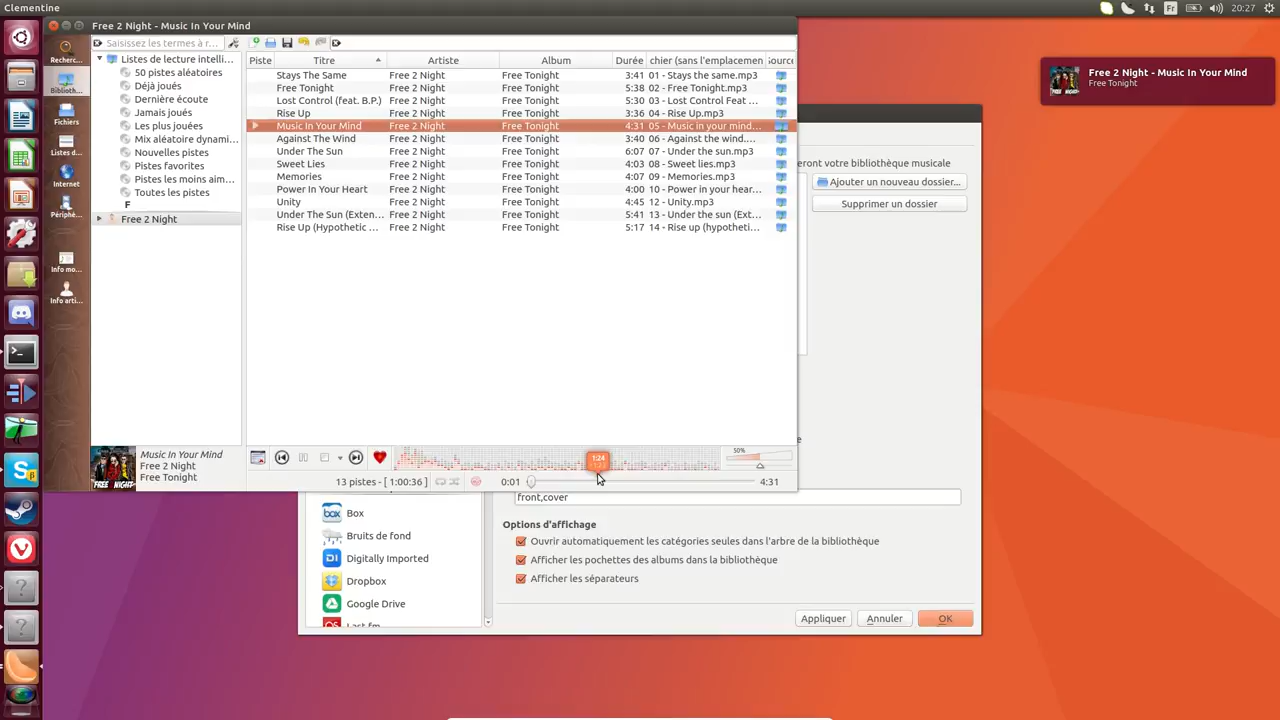 Clementine
Fr
20:27
Free 2 Night - Music In Your Mind
Saisissez les termes à r...
Recherc...
Biblioth...
Fichiers
Listes d...
Internet
Périphé...
Info mo...
Info arti...
Listes de lecture intelli...
50 pistes aléatoires
Déjà joués
Dernière écoute
Jamais joués
Les plus jouées
Mix aléatoire dynami...
Nouvelles pistes
Pistes favorites
Pistes les moins aim...
Toutes les pistes
F
Free 2 Night
Piste Titre Artiste Album Durée chier (sans l'emplacemen ource
Stays The Same Free 2 Night Free Tonight 3:41 01 - Stays the same.mp3
Free Tonight Free 2 Night Free Tonight 5:38 02 - Free Tonight.mp3
Lost Control (feat. B.P.) Free 2 Night Free Tonight 5:30 03 - Lost Control Feat ...
Rise Up Free 2 Night Free Tonight 3:36 04 - Rise Up.mp3
Music In Your Mind Free 2 Night Free Tonight 4:31 05 - Music in your mind...
Against The Wind Free 2 Night Free Tonight 3:40 06 - Against the wind....
Under The Sun Free 2 Night Free Tonight 6:07 07 - Under the sun.mp3
Sweet Lies Free 2 Night Free Tonight 4:03 08 - Sweet lies.mp3
Memories Free 2 Night Free Tonight 4:07 09 - Memories.mp3
Power In Your Heart Free 2 Night Free Tonight 4:00 10 - Power in your hear...
Unity Free 2 Night Free Tonight 4:45 12 - Unity.mp3
Under The Sun (Exten... Free 2 Night Free Tonight 5:41 13 - Under the sun (Ext...
Rise Up (Hypothetic ... Free 2 Night Free Tonight 5:17 14 - Rise up (hypotheti...
Music In Your Mind
Free 2 Night
Free Tonight
1:24
50%
13 pistes - [ 1:00:36 ]
0:01
4:31
Free 2 Night - Music In Your Mind
Free Tonight
eront votre bibliothèque musicale
Ajouter un nouveau dossier...
Supprimer un dossier
e
front,cover
Options d'affichage
Ouvrir automatiquement les catégories seules dans l'arbre de la bibliothèque
Afficher les pochettes des albums dans la bibliothèque
Afficher les séparateurs
Box
Bruits de fond
Digitally Imported
Dropbox
Google Drive
Last.fm
Appliquer
Annuler
OK